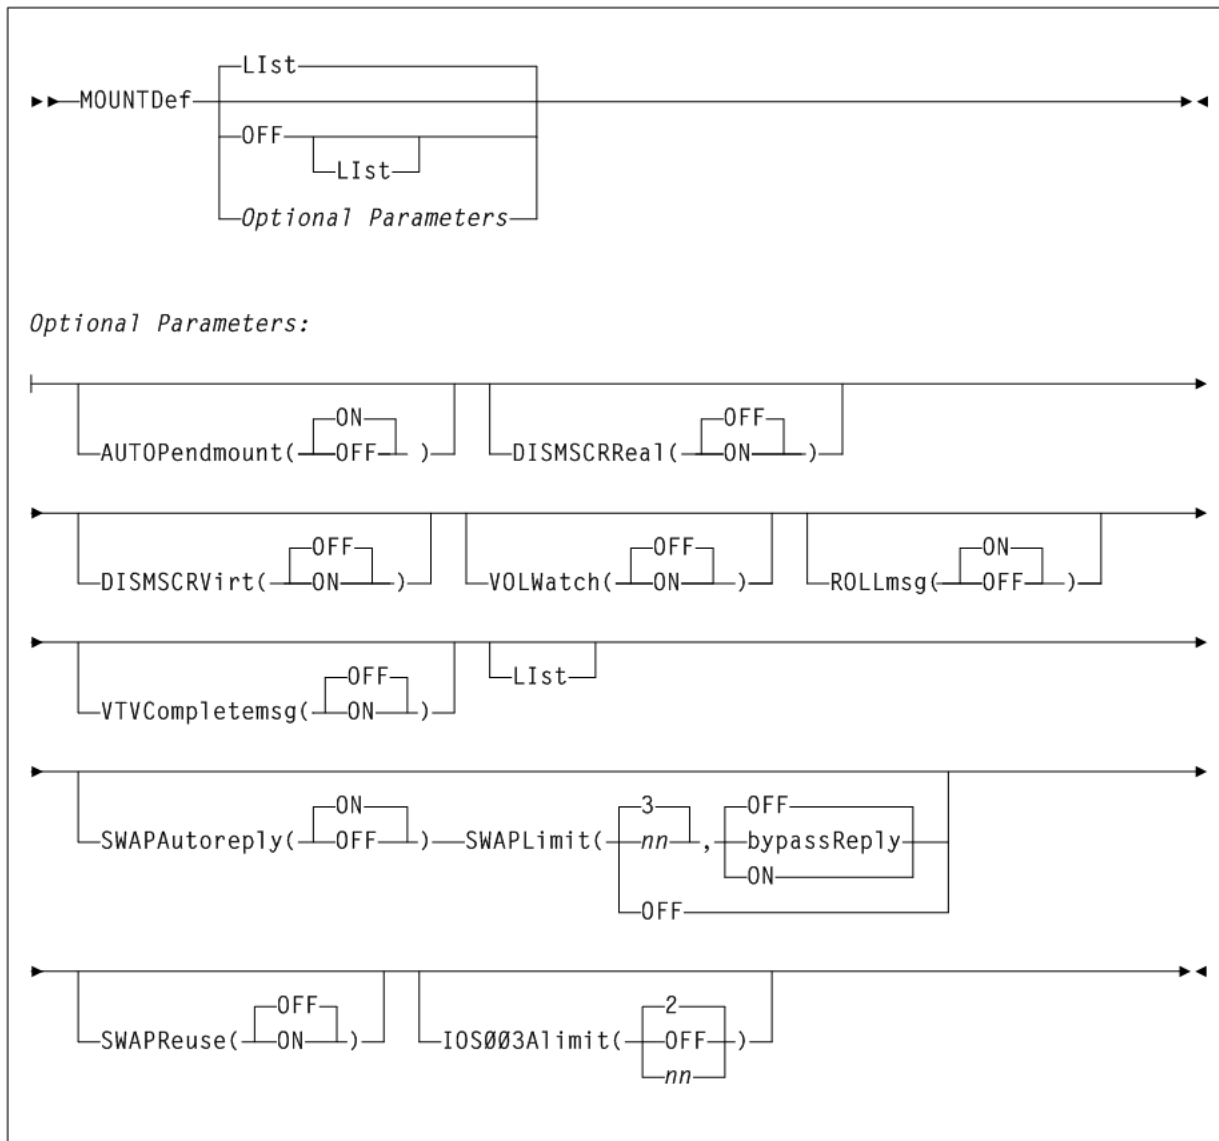 LIst
MOUNTDef
OFF
LIst
Optional Parameters
Optional Parameters:
ON OFF
AUTOPendmount( OFF ) DISMSCRReal( ON )
OFF OFF ON
DISMSCRVirt( ON ) VOLWatch( ON ) ROLLmsg( OFF )
OFF LIst
VTVCompletemsg( ON )
ON 3 OFF
SWAPAutoreply( OFF ) SWAPLimit( nn , bypassReply
ON
OFF
OFF 2
SWAPReuse( ON ) IOSØØ3Alimit( OFF )
nn